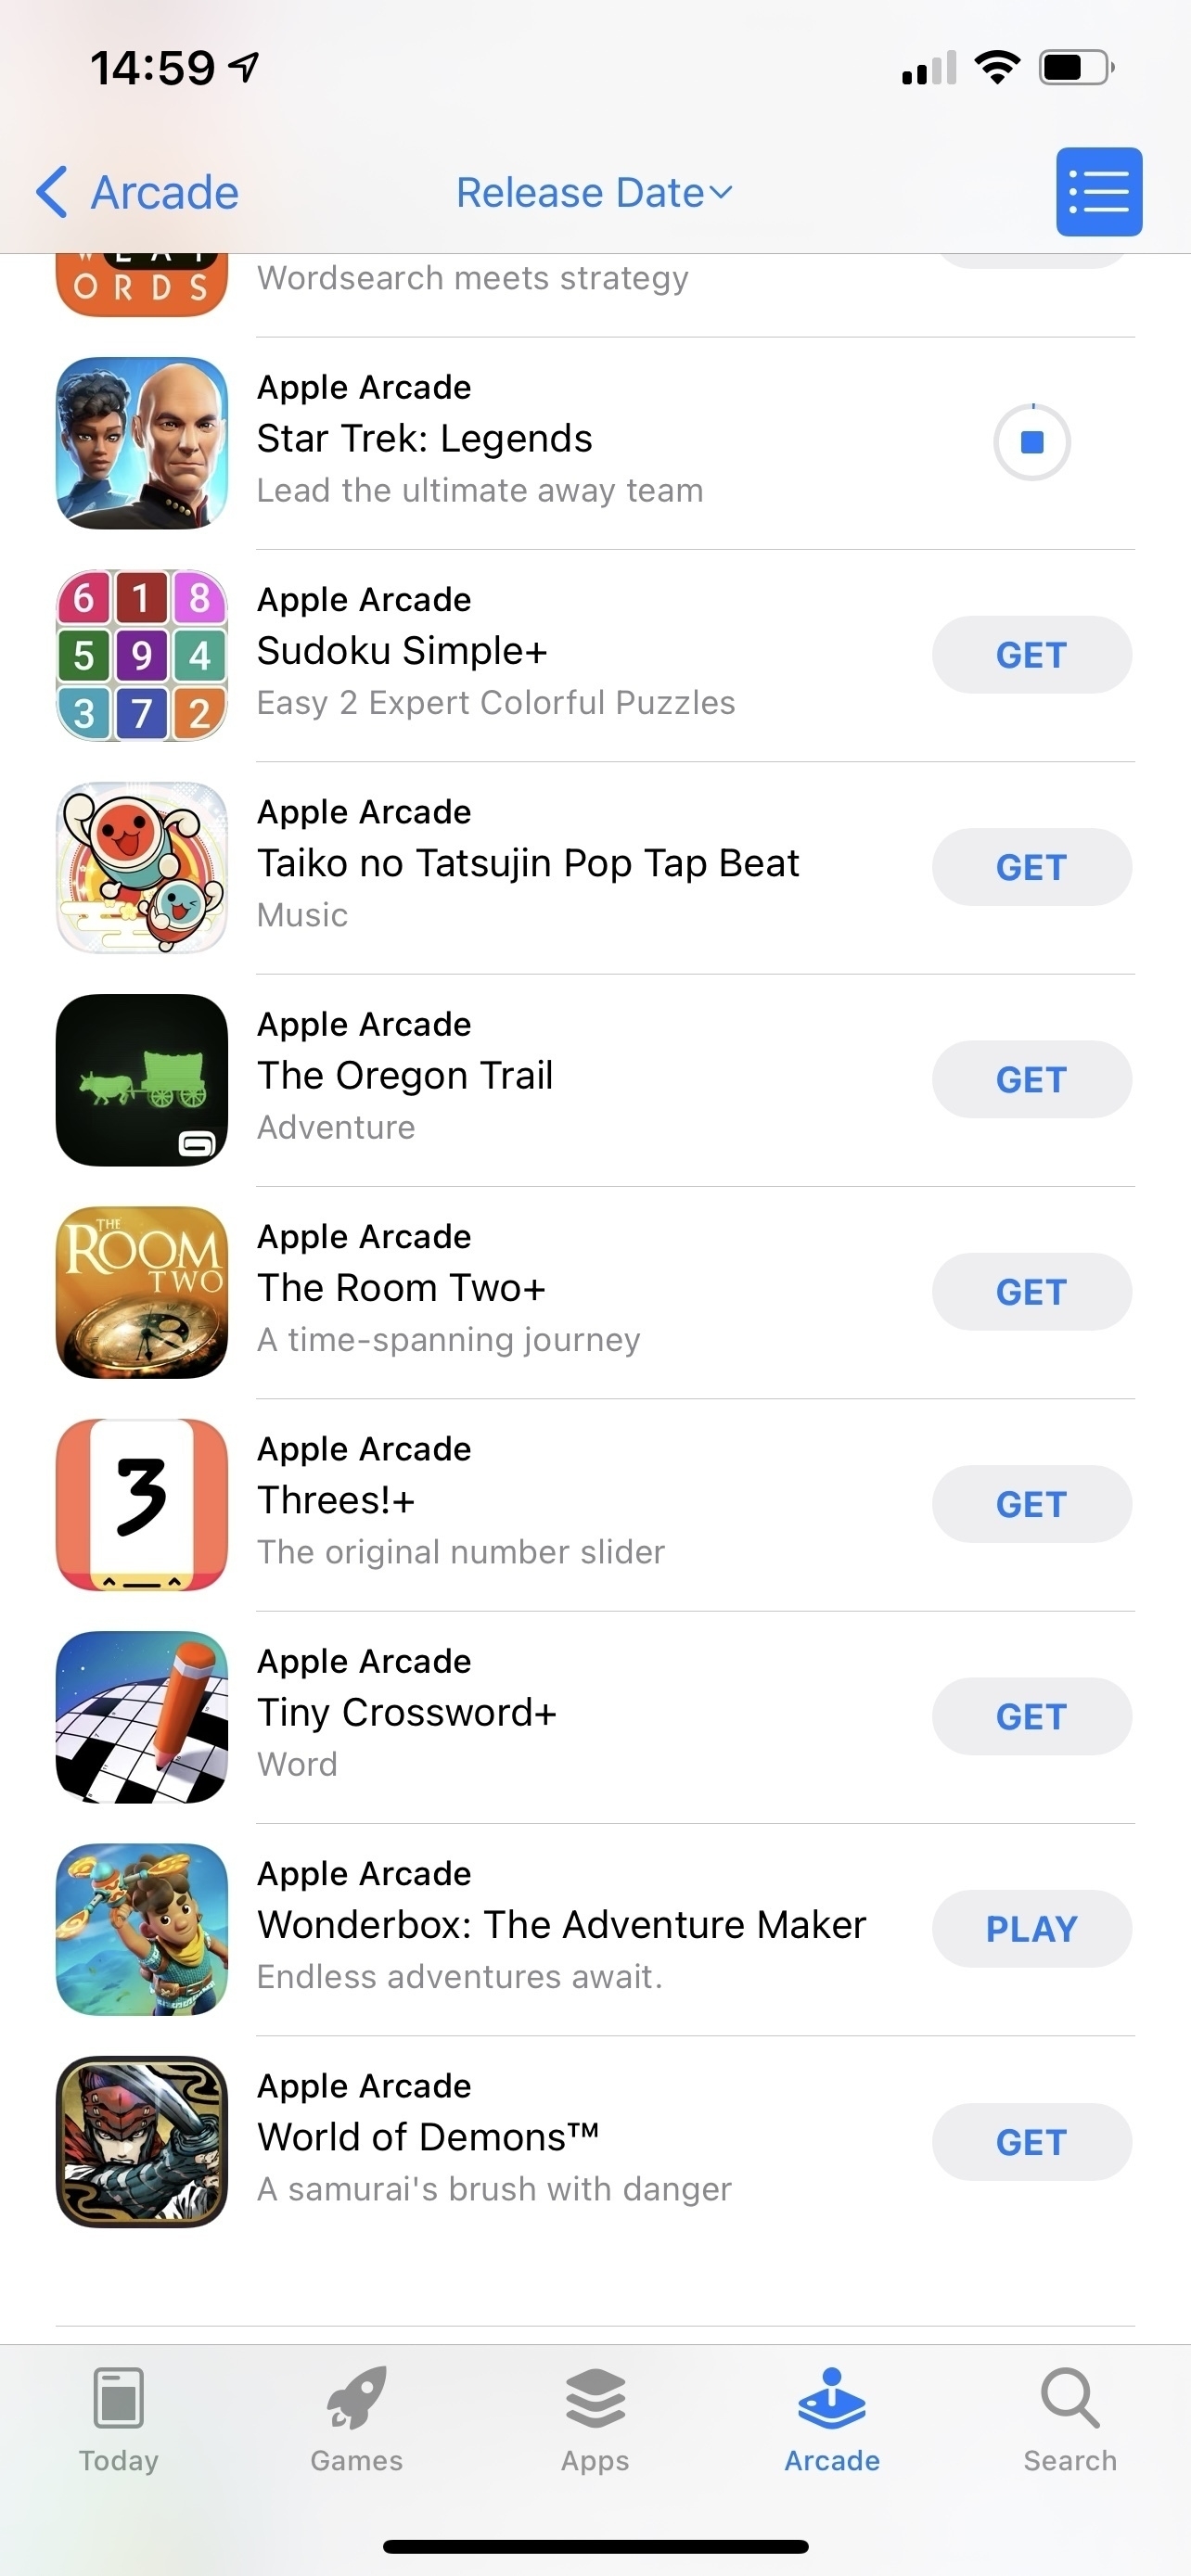 14:59
Arcade
Release Date
ORDS
Wordsearch meets strategy
Apple Arcade
Star Trek: Legends
Lead the ultimate away team
6 1 8
5 9 4
3 7 2
Apple Arcade
Sudoku Simple+
Easy 2 Expert Colorful Puzzles
GET
Apple Arcade
Taiko no Tatsujin Pop Tap Beat
Music
GET
Apple Arcade
The Oregon Trail
Adventure
GET
THE
ROOM
TWO
Apple Arcade
The Room Two+
A time-spanning journey
GET
3
Apple Arcade
Threes!+
The original number slider
GET
Apple Arcade
Tiny Crossword+
Word
GET
Apple Arcade
Wonderbox: The Adventure Maker
Endless adventures await.
PLAY
Apple Arcade
World of Demons™
A samurai's brush with danger
GET
Today
Games
Apps
Arcade
Search